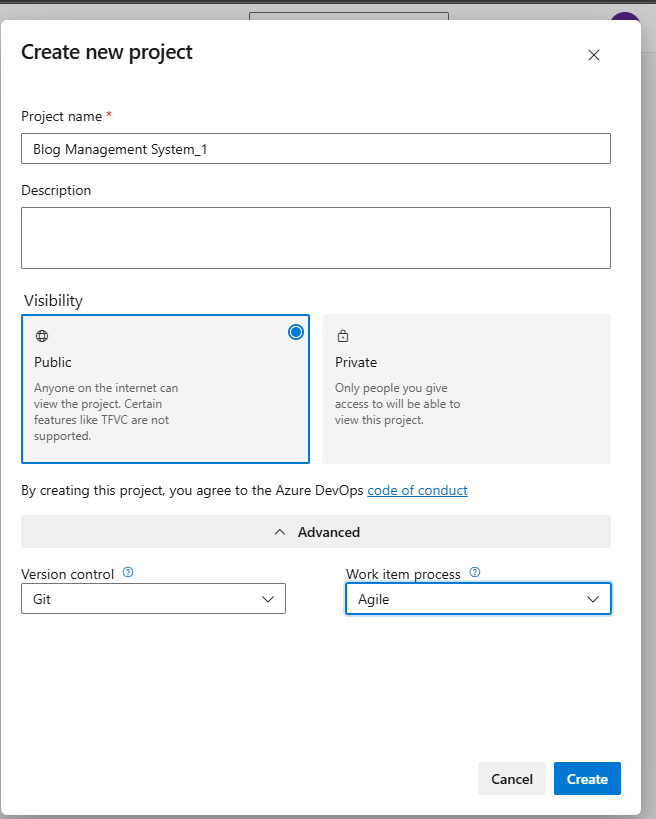 Create new project
Project name *
Blog Management System_1
Description
Visibility
Public
Anyone on the internet can
view the project. Certain
features like TFVC are not
supported.
Private
Only people you give
access to will be able to
view this project.
By creating this project, you agree to the Azure DevOps code of conduct
Advanced
Version control
Git
Work item process
Agile
Cancel
Create